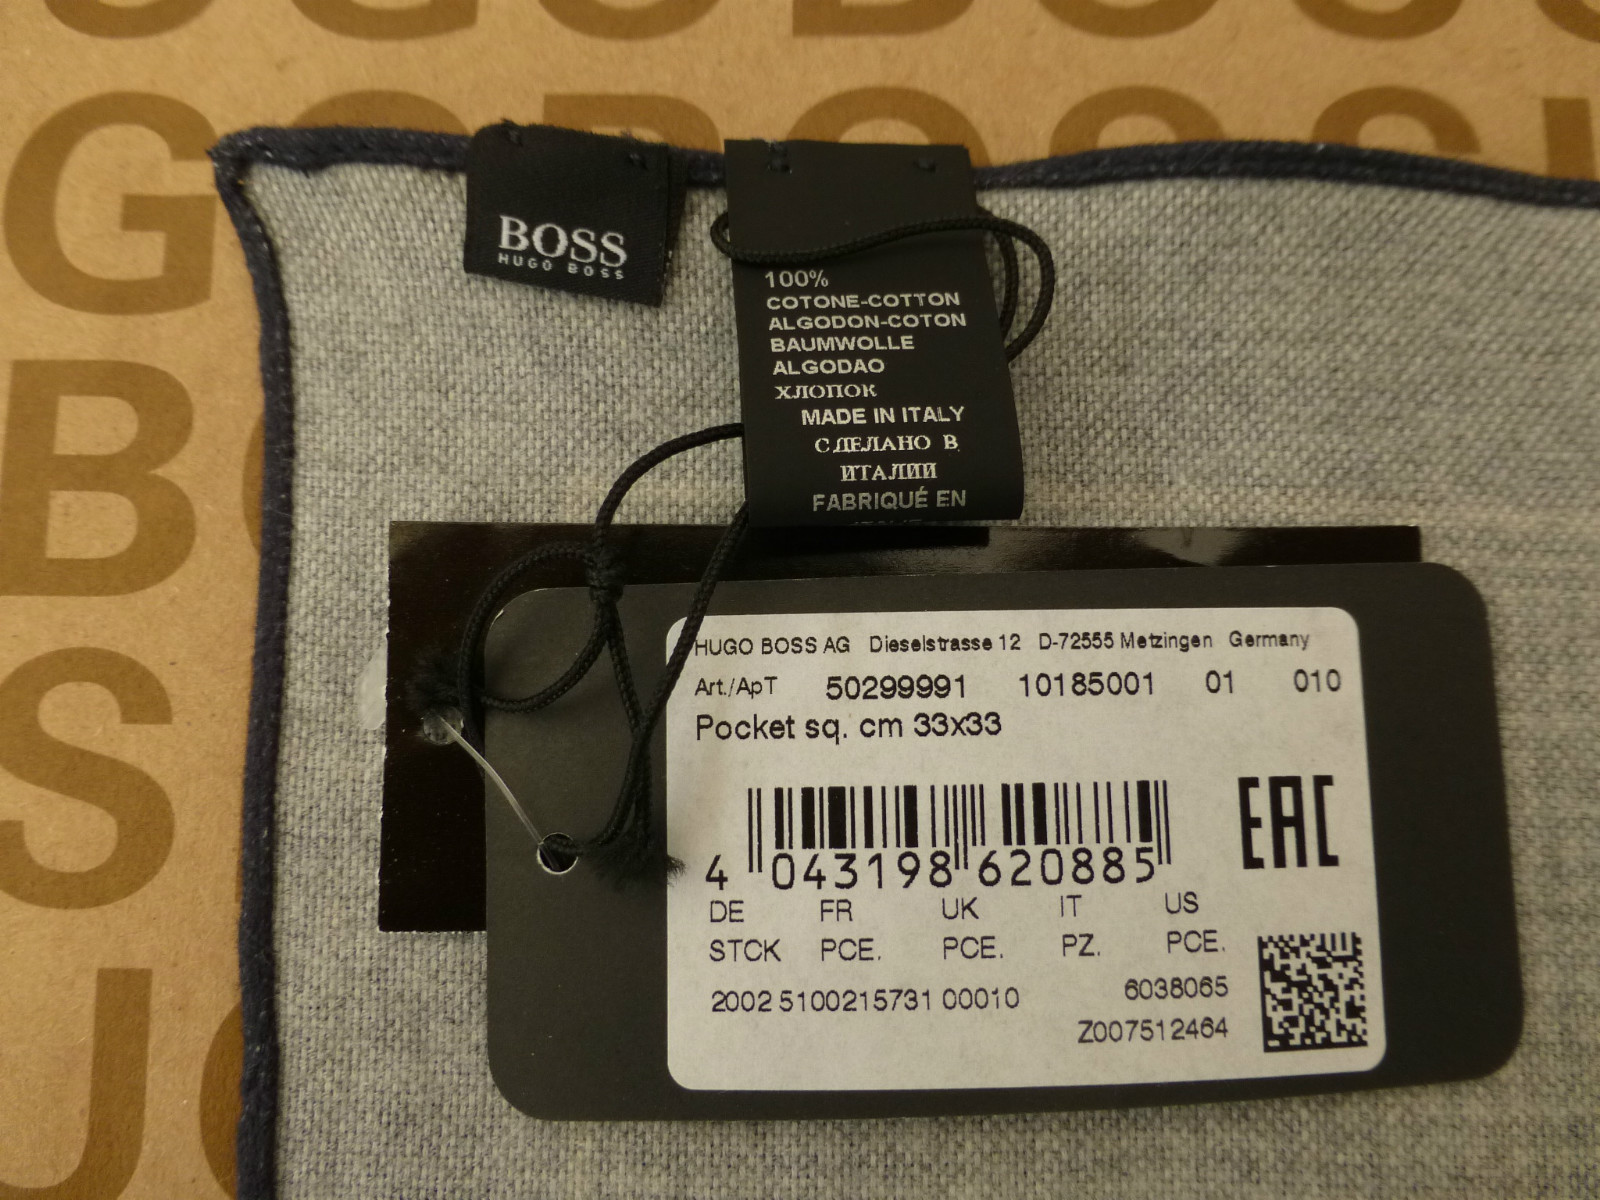 HUGOBOSS
BOSS
HUGO BOSS
100%
COTONE-COTTON
ALGODON-COTON
BAUMWOLLE
ALGODAO
ХЛОПОК
MADE IN ITALY
СДЕЛАНО В
ИТАЛИИ
FABRIQUÉ EN
HUGO BOSS AG Dieselstrasse 12 D-72555 Metzingen Germany
Art./АрТ 50299991 10185001 01 010
Pocket sq. cm 33x33
EAC
4 043198 620885
DE FR UK IT US
STCK PCE. PCE. PZ. PCE.
2002 5100215731 00010
6038065
Z007512464